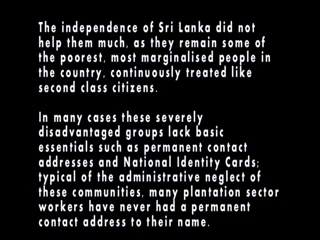 The independence of Sri Lanka did not
help them much, as they remain some of
the poorest, most marginalised people in
the country, continuously treated like
second class citizens.
In many cases these severely
disadvantaged groups lack basic
essentials such as permanent contact
addresses and National Identity Cards;
typical of the administrative neglect of
these communities, many plantation sector
workers have never had a permanent
contact address to their name.